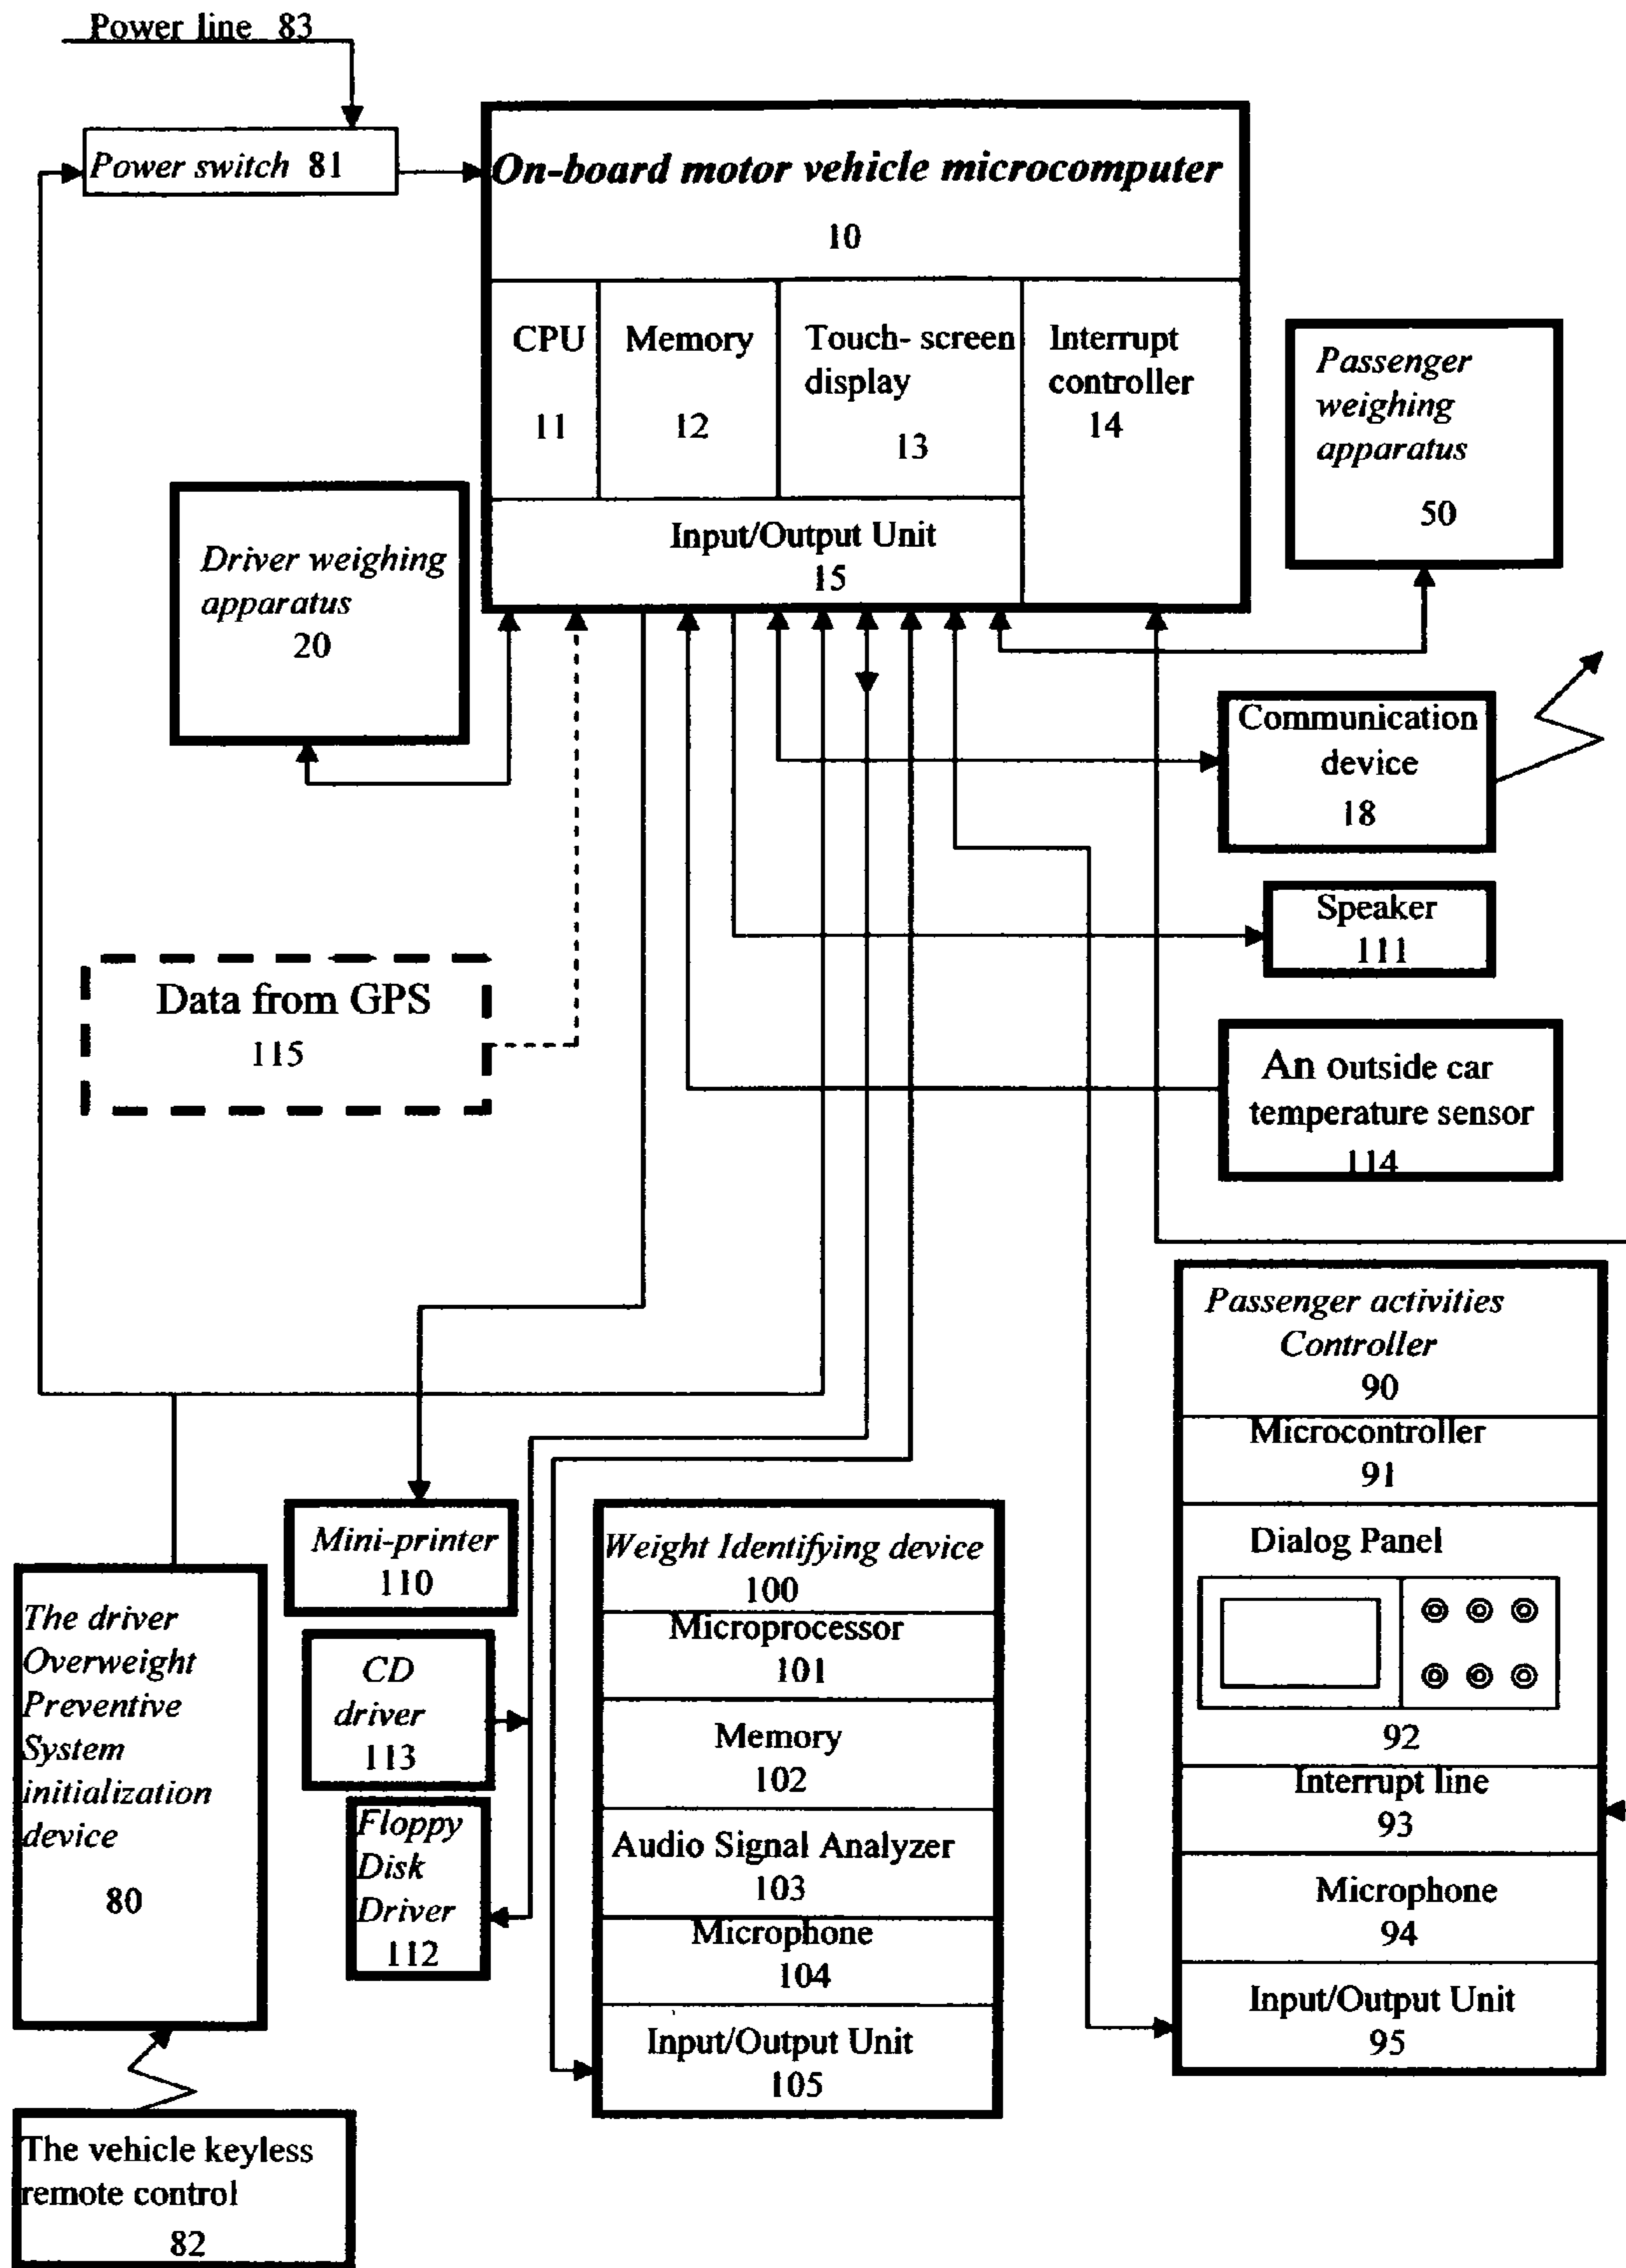 Power line 83
Power switch 81
On-board motor vehicle microcomputer
10
CPU
11
Memory
12
Touch- screen
display
13
Interrupt
controller
14
Input/Output Unit
15
Passenger
weighing
apparatus
50
Driver weighing
apparatus
20
Communication
device
18
Speaker
111
Data from GPS
115
An outside car
temperature sensor
114
Passenger activities
Controller
90
Microcontroller
91
Dialog Panel
92
Interrupt line
93
Microphone
94
Input/Output Unit
95
Mini-printer
110
CD
driver
113
Floppy
Disk
Driver
112
Weight Identifying device
100
Microprocessor
101
Memory
102
Audio Signal Analyzer
103
Microphone
104
Input/Output Unit
105
The driver
Overweight
Preventive
System
initialization
device
80
The vehicle keyless
remote control
82